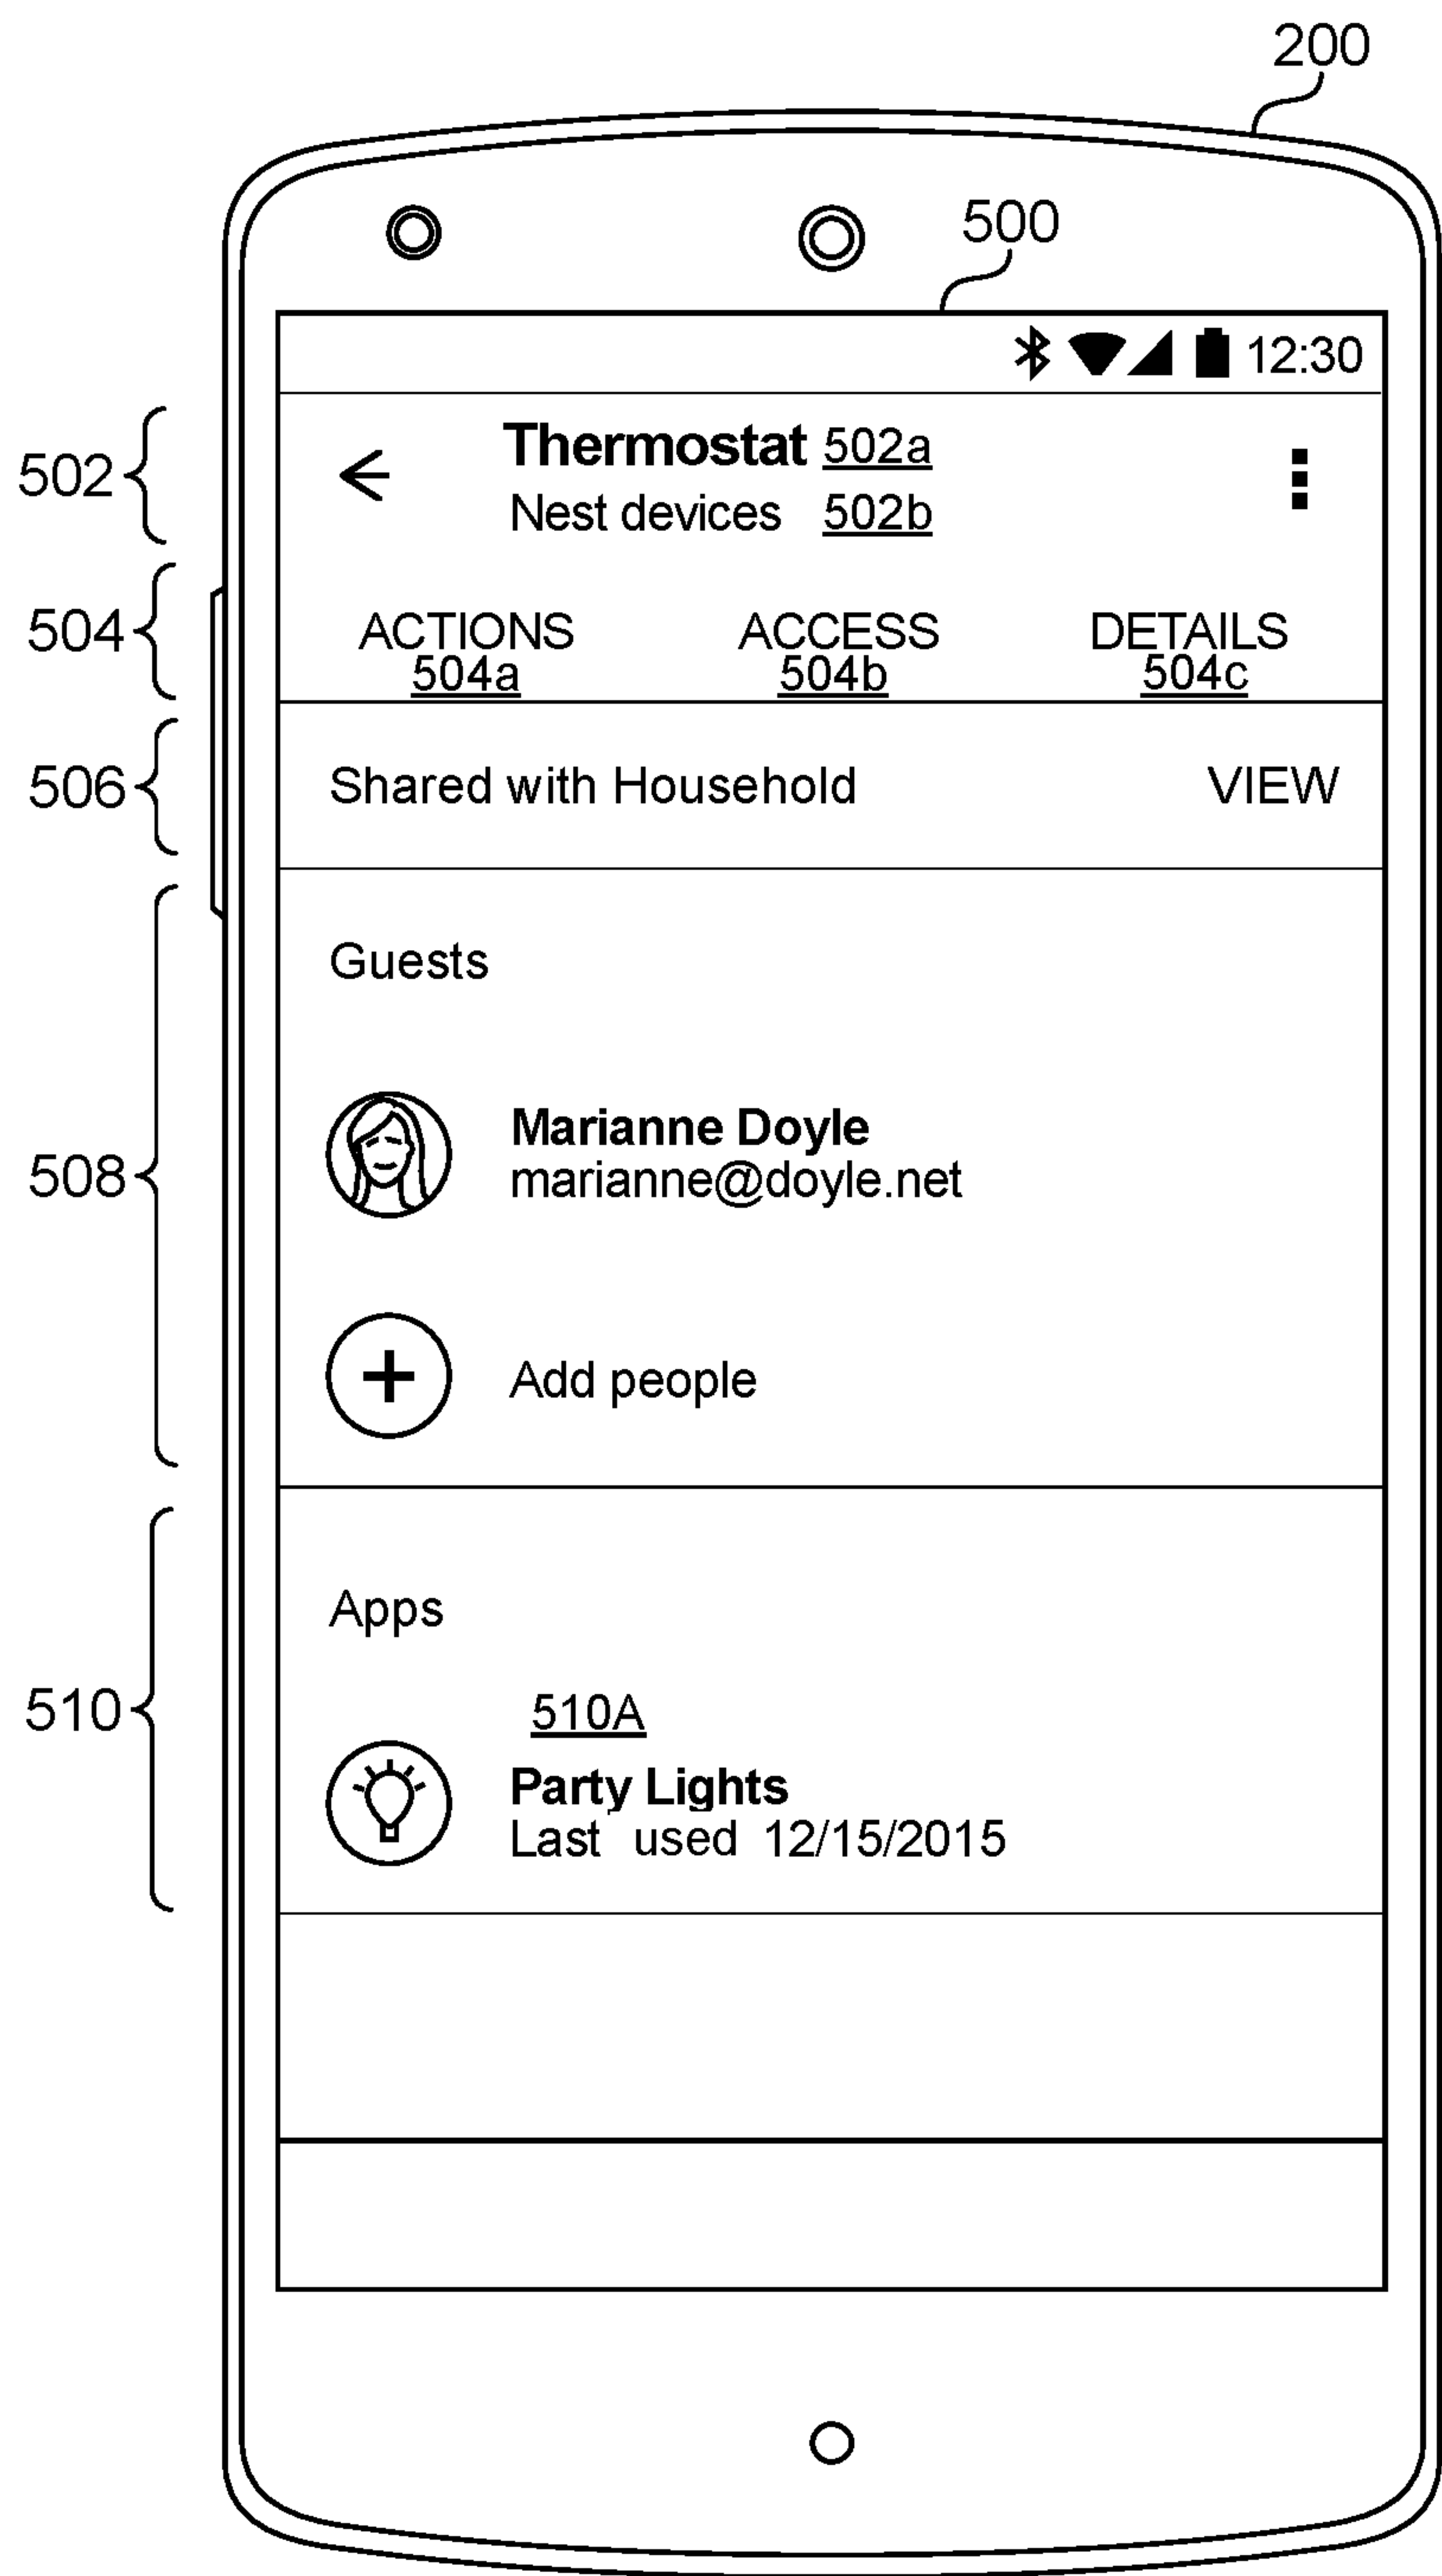 200
500
12:30
502
Thermostat 502a
Nest devices 502b
504
ACTIONS ACCESS DETAILS
504a 504b 504c
506
Shared with Household VIEW
508
Guests
Marianne Doyle
marianne@doyle.net
+
Add people
510
Apps
510A
Party Lights
Last used 12/15/2015